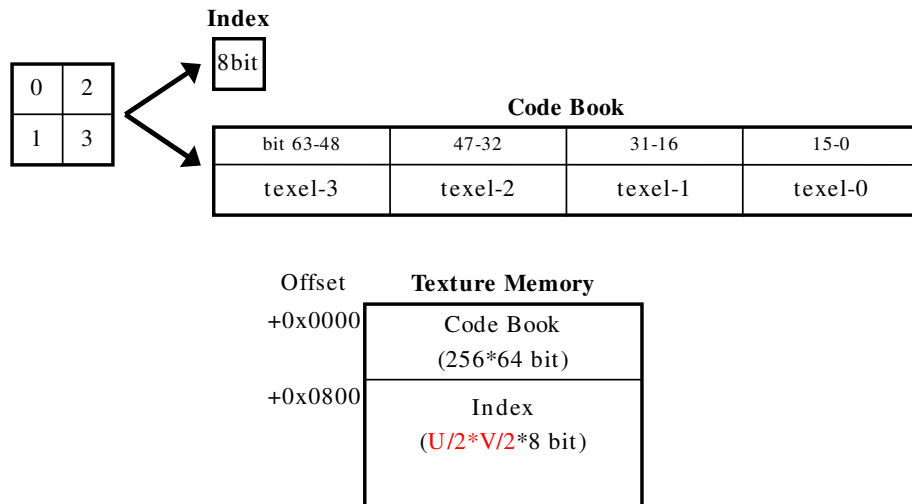 Index
8bit
0 2
1 3
Code Book
bit 63-48 47-32 31-16 15-0
texel-3 texel-2 texel-1 texel-0
Offset Texture Memory
+0x0000 Code Book
(256*64 bit)
+0x0800 Index
(U/2*V/2*8 bit)